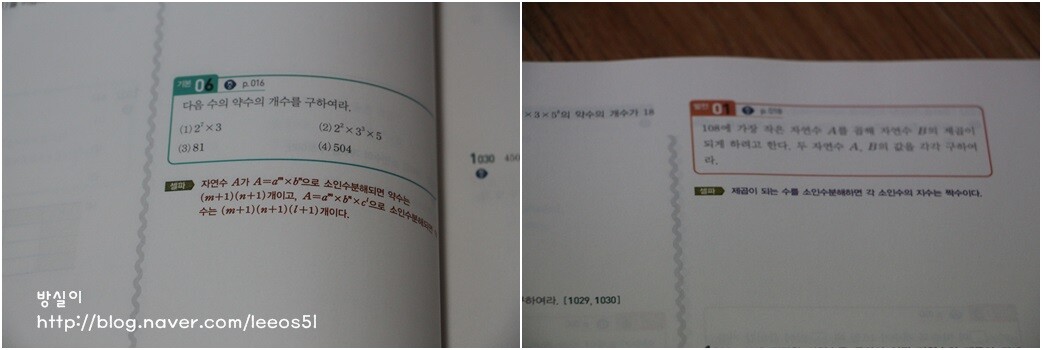 기본 06 p.016
다음 수의 약수의 개수를 구하여라.
(1) 2²×3 (2) 2²×3³×5
(3) 81 (4) 504
셀파 자연수 A가 A=aᵐ×bⁿ으로 소인수분해되면 약수는
(m+1)(n+1)개이고, A=aᵐ×bⁿ×cˡ으로 소인수분해되면
수는 (m+1)(n+1)(l+1)개이다.
1030
방실이
http://blog.naver.com/leeos51
×3×5²의 약수의 개수가 18
발전 01 p.018
108에 가장 작은 자연수 A를 곱해 자연수 B의 제곱이
되게 하려고 한다. 두 자연수 A, B의 값을 각각 구하여
라.
셀파 제곱이 되는 수를 소인수분해하면 각 소인수의 지수는 짝수이다.
하여라. [1029, 1030]